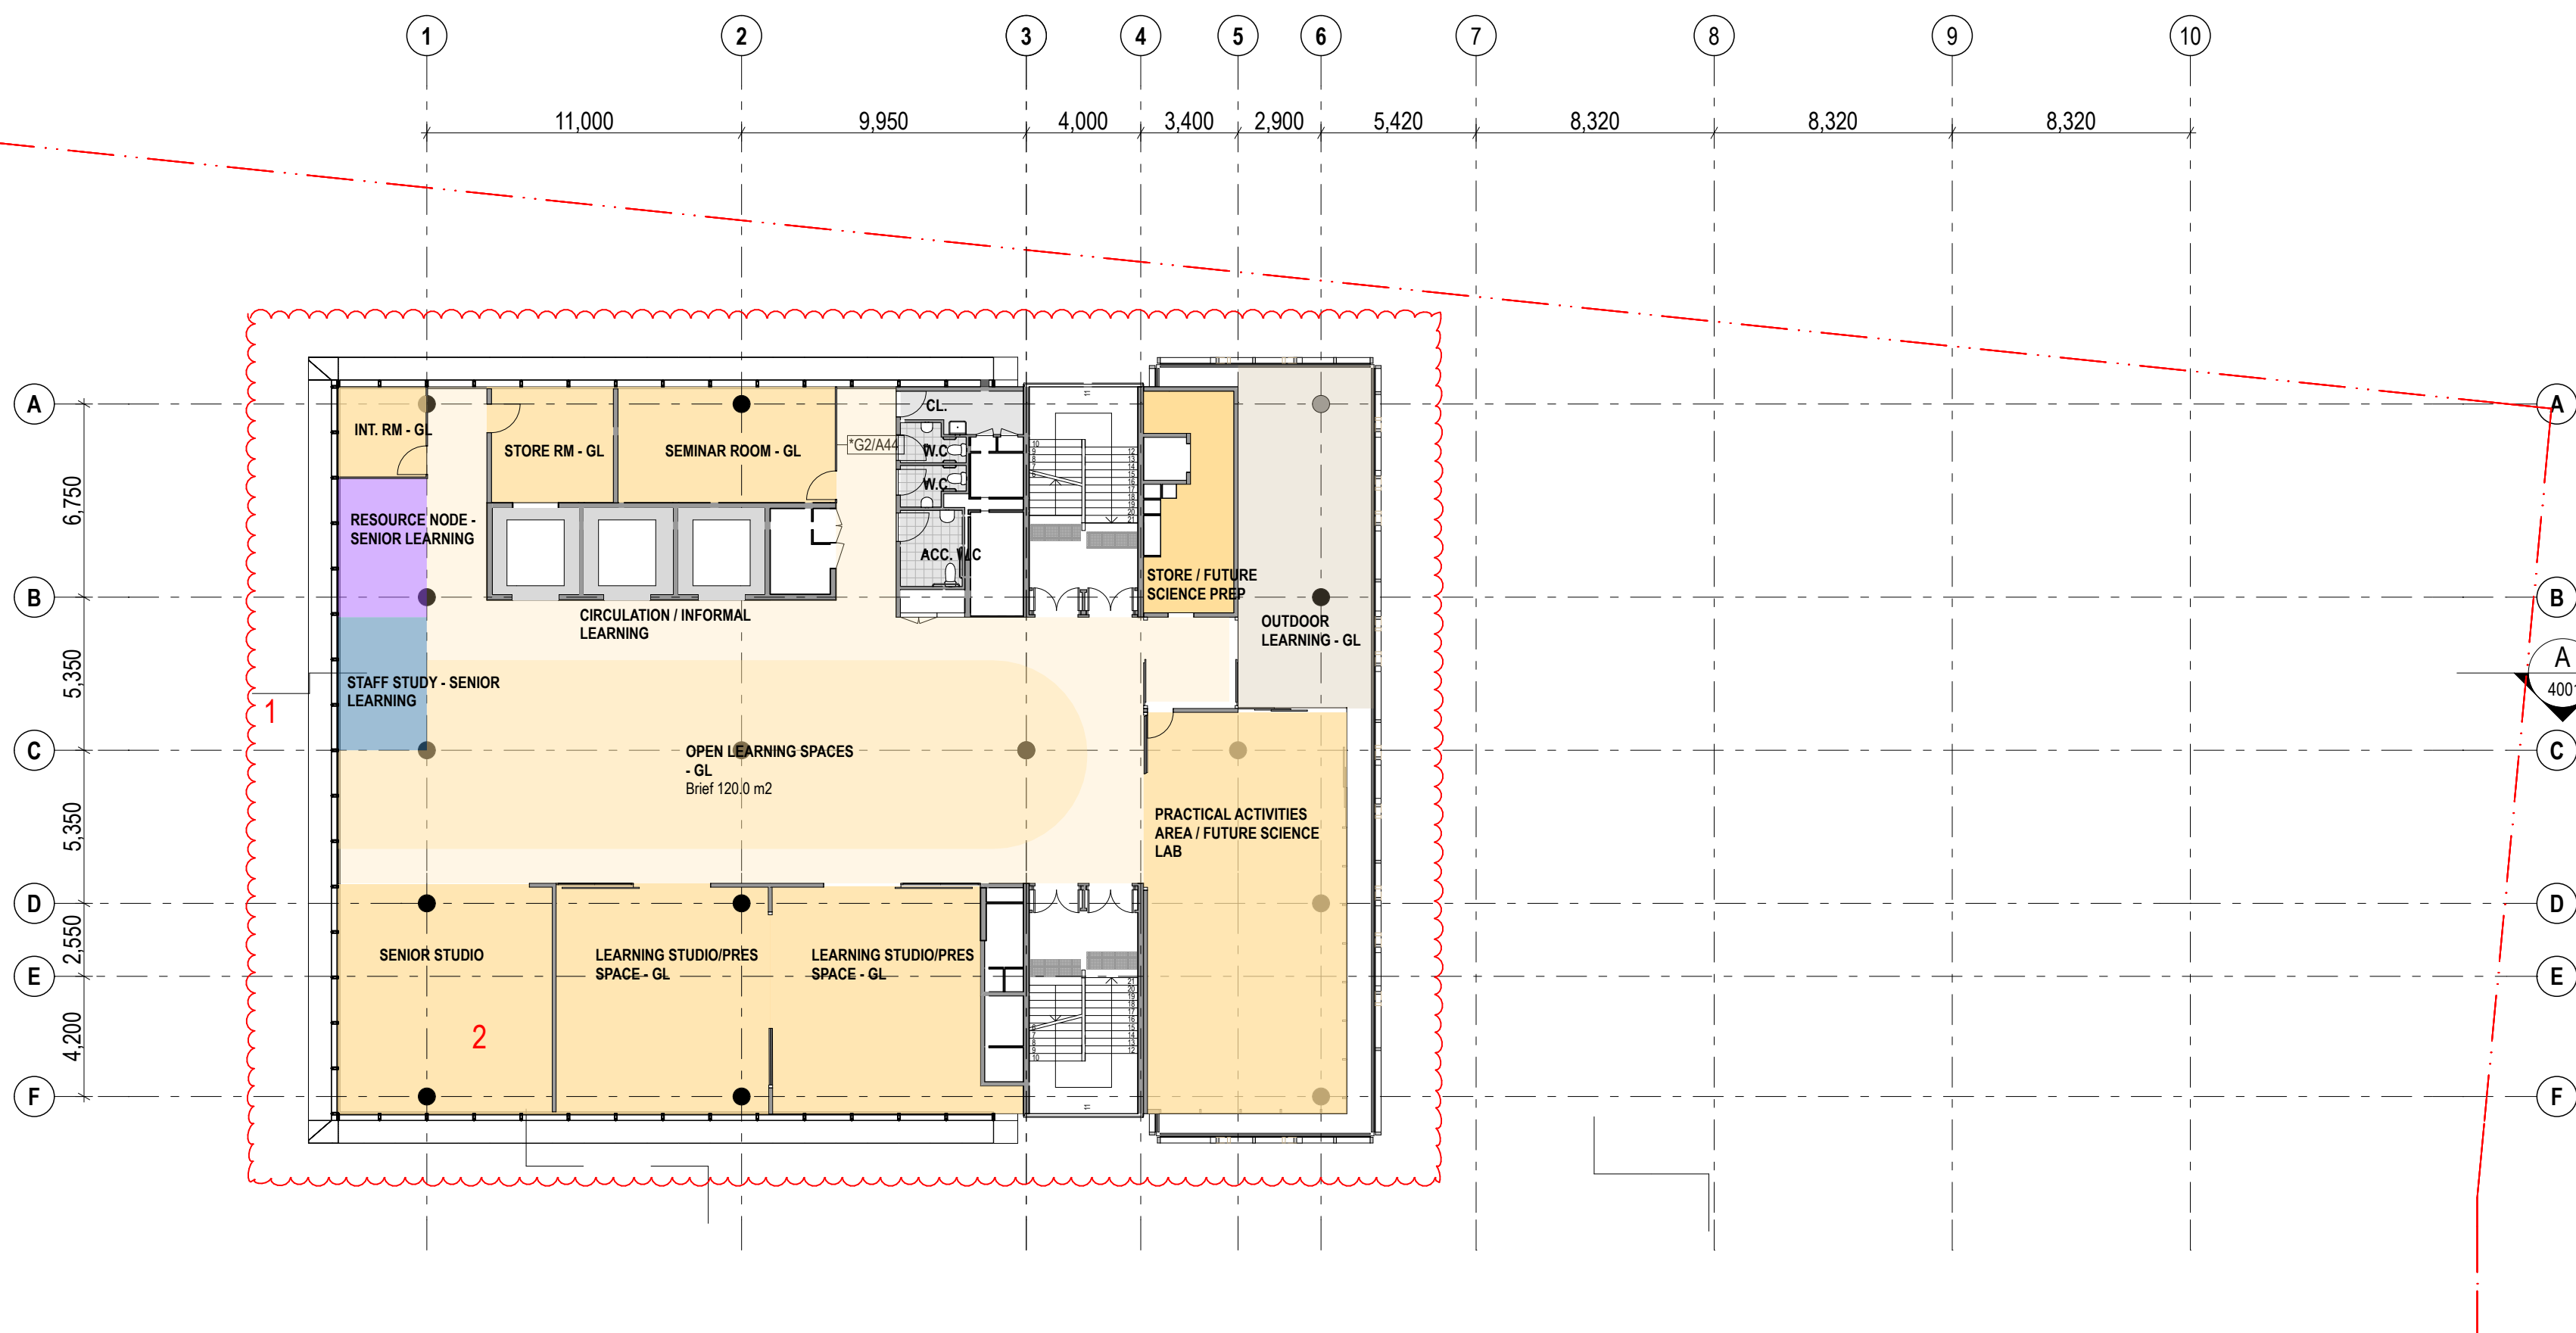 1 2 3 4 5 6 7 8 9 10
11,000 9,950 4,000 3,400 2,900 5,420 8,320 8,320 8,320
A A
INT. RM - GL
STORE RM - GL
SEMINAR ROOM - GL
*G2/A44
CL.
W.C
W.C
ACC. W.C
6,750
RESOURCE NODE -
SENIOR LEARNING
STORE / FUTURE
SCIENCE PREP
B B
CIRCULATION / INFORMAL
LEARNING
OUTDOOR
LEARNING - GL
5,350
STAFF STUDY - SENIOR
LEARNING
1
A
4001
C C
OPEN LEARNING SPACES
- GL
Brief 120.0 m2
5,350
PRACTICAL ACTIVITIES
AREA / FUTURE SCIENCE
LAB
D D
2,550
SENIOR STUDIO
LEARNING STUDIO/PRES
SPACE - GL
LEARNING STUDIO/PRES
SPACE - GL
E E
4,200
2
F F